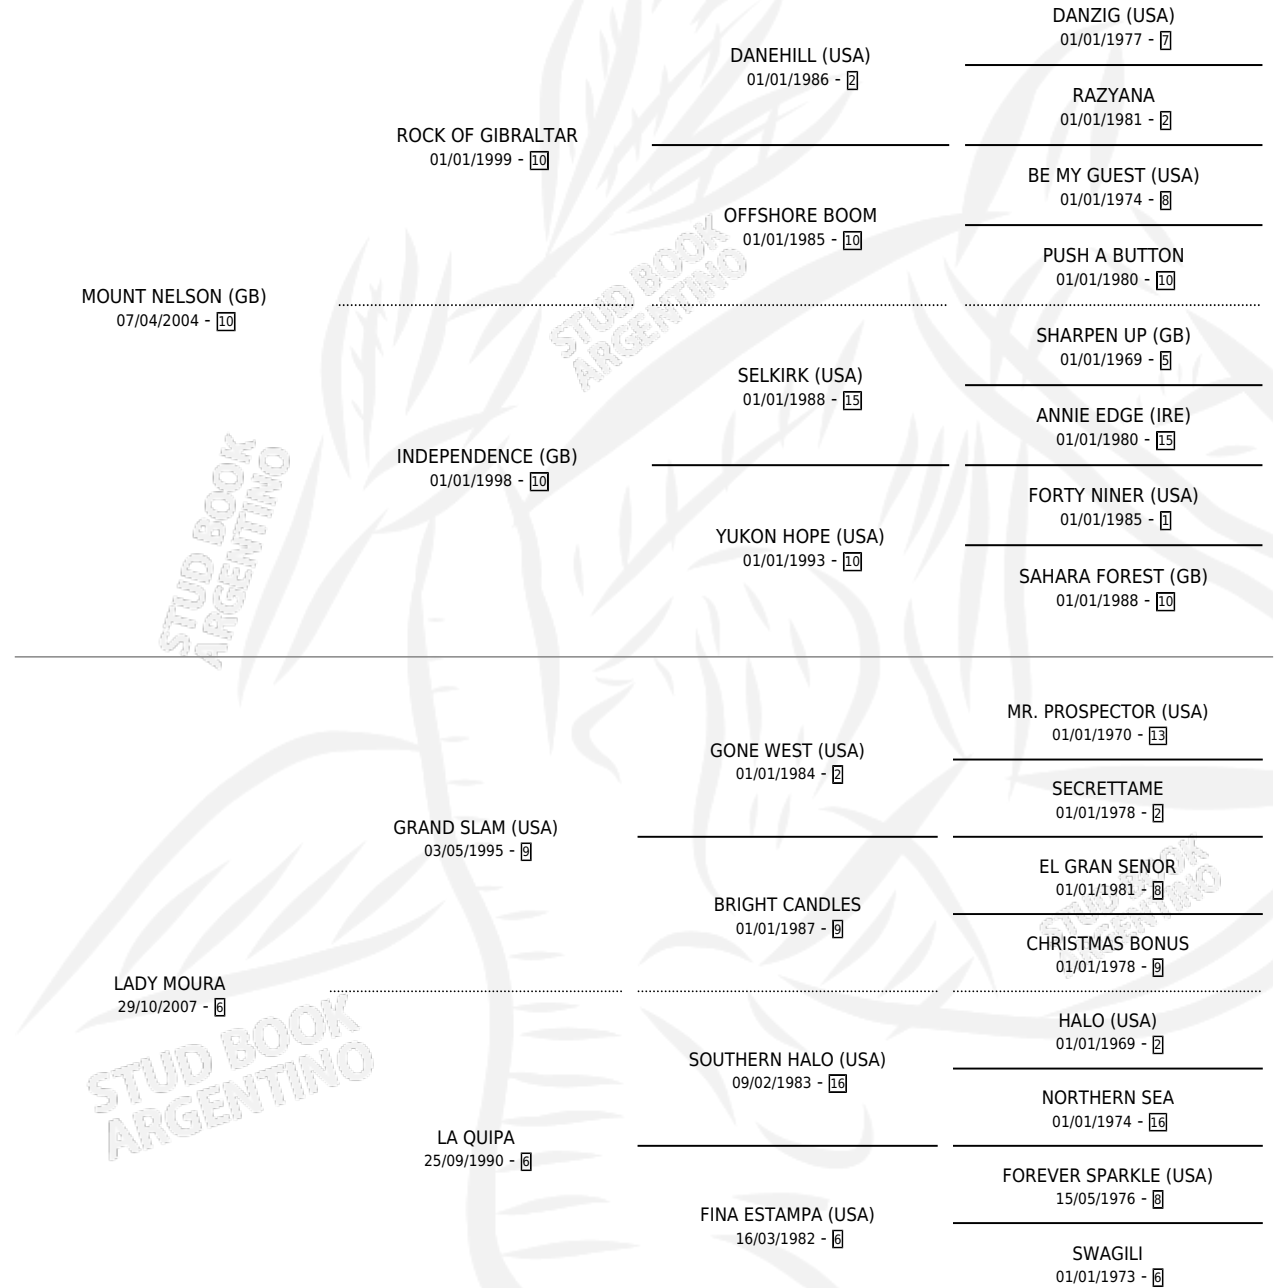 DANZIG (USA)
01/01/1977 - 7
DANEHILL (USA)
01/01/1986 - 2
RAZYANA
01/01/1981 - 2
ROCK OF GIBRALTAR
01/01/1999 - 10
BE MY GUEST (USA)
01/01/1974 - 8
OFFSHORE BOOM
01/01/1985 - 10
PUSH A BUTTON
01/01/1980 - 10
MOUNT NELSON (GB)
07/04/2004 - 10
SHARPEN UP (GB)
01/01/1969 - 5
SELKIRK (USA)
01/01/1988 - 15
ANNIE EDGE (IRE)
01/01/1980 - 15
INDEPENDENCE (GB)
01/01/1998 - 10
FORTY NINER (USA)
01/01/1985 - 1
YUKON HOPE (USA)
01/01/1993 - 10
SAHARA FOREST (GB)
01/01/1988 - 10
STUD BOOK
ARGENTINO
STUD BOOK
ARGENTINO
MR. PROSPECTOR (USA)
01/01/1970 - 13
GONE WEST (USA)
01/01/1984 - 2
SECRETTAME
01/01/1978 - 2
GRAND SLAM (USA)
03/05/1995 - 9
EL GRAN SENOR
01/01/1981 - 8
BRIGHT CANDLES
01/01/1987 - 9
CHRISTMAS BONUS
01/01/1978 - 9
LADY MOURA
29/10/2007 - 6
HALO (USA)
01/01/1969 - 2
SOUTHERN HALO (USA)
09/02/1983 - 16
NORTHERN SEA
01/01/1974 - 16
LA QUIPA
25/09/1990 - 6
FOREVER SPARKLE (USA)
15/05/1976 - 8
FINA ESTAMPA (USA)
16/03/1982 - 6
SWAGILI
01/01/1973 - 6
STUD BOOK
ARGENTINO
STUD BOOK
ARGENTINO